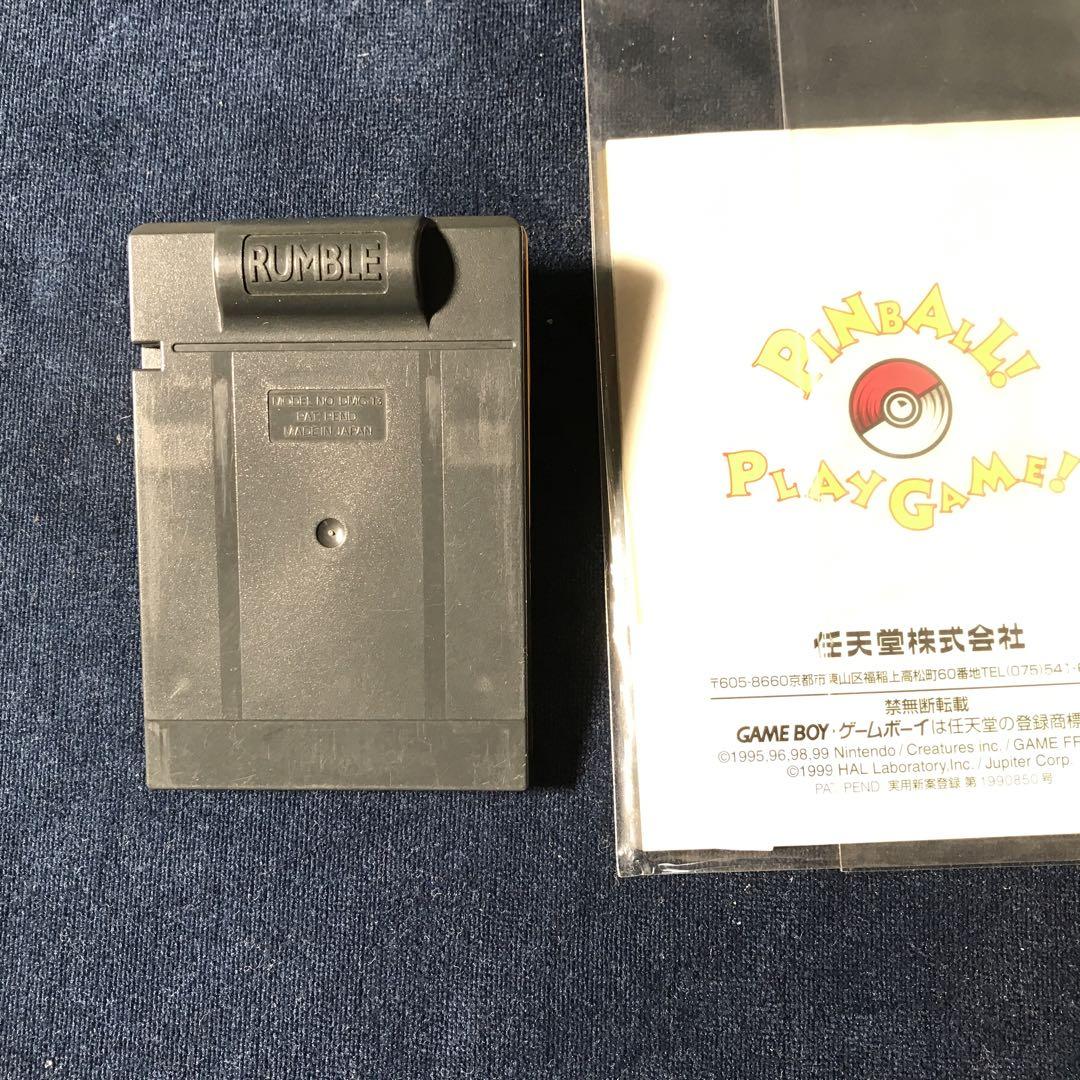 RUMBLE
MODEL NO. DMG-13
PAT. PEND
MADE IN JAPAN
PINBALL!
PLAY GAME!
任天堂株式会社
〒605-8660京都市東山区福稲上高松町60番地TEL(075)541-
禁無断転載
GAME BOY・ゲームボーイは任天堂の登録商標
©1995,96,98,99 Nintendo / Creatures inc. / GAME FR
©1999 HAL Laboratory,Inc. / Jupiter Corp.
PAT. PEND 実用新案登録 第1990850号